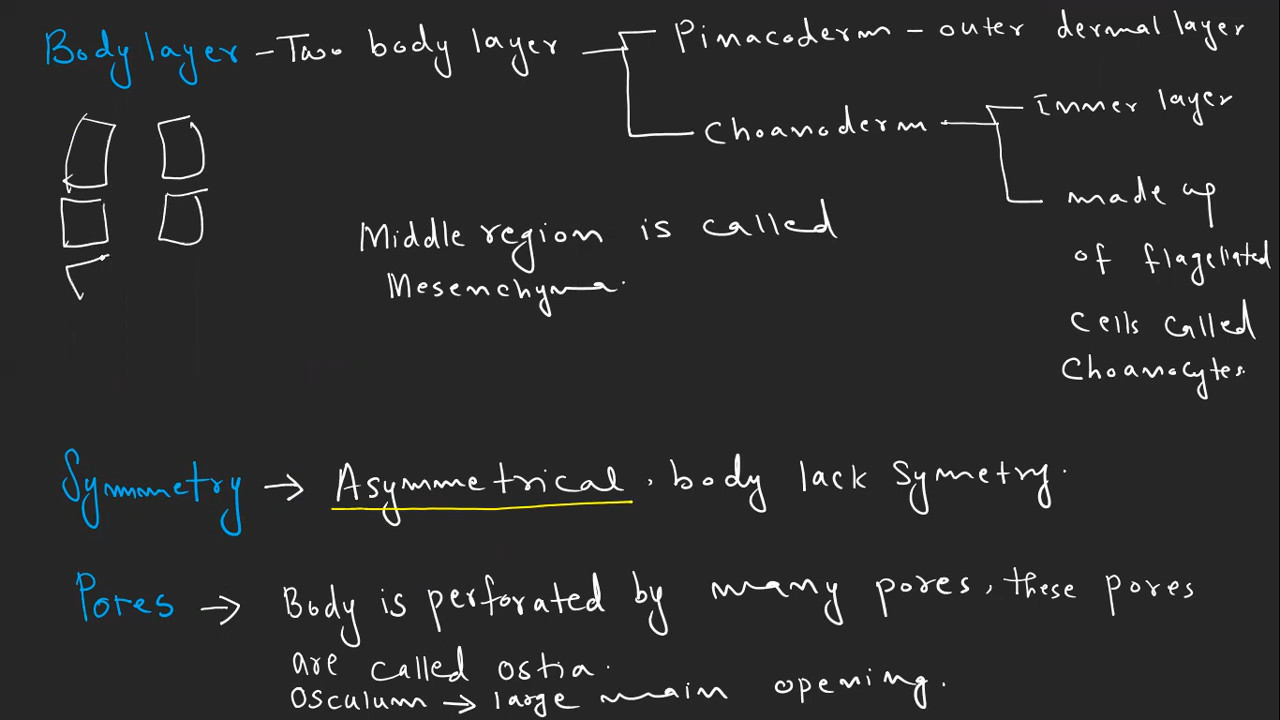 Body layer - Two body layer
Pinacoderm - outer dermal layer
Choanoderm
Inner layer
made up
of flagellated
cells called
Choanocytes.
Middle region is called
Mesenchyma.
Symmetry → Asymmetrical, body lack Symetry.
Pores → Body is perforated by many pores, these pores
are called ostia.
Osculum → large main opening.